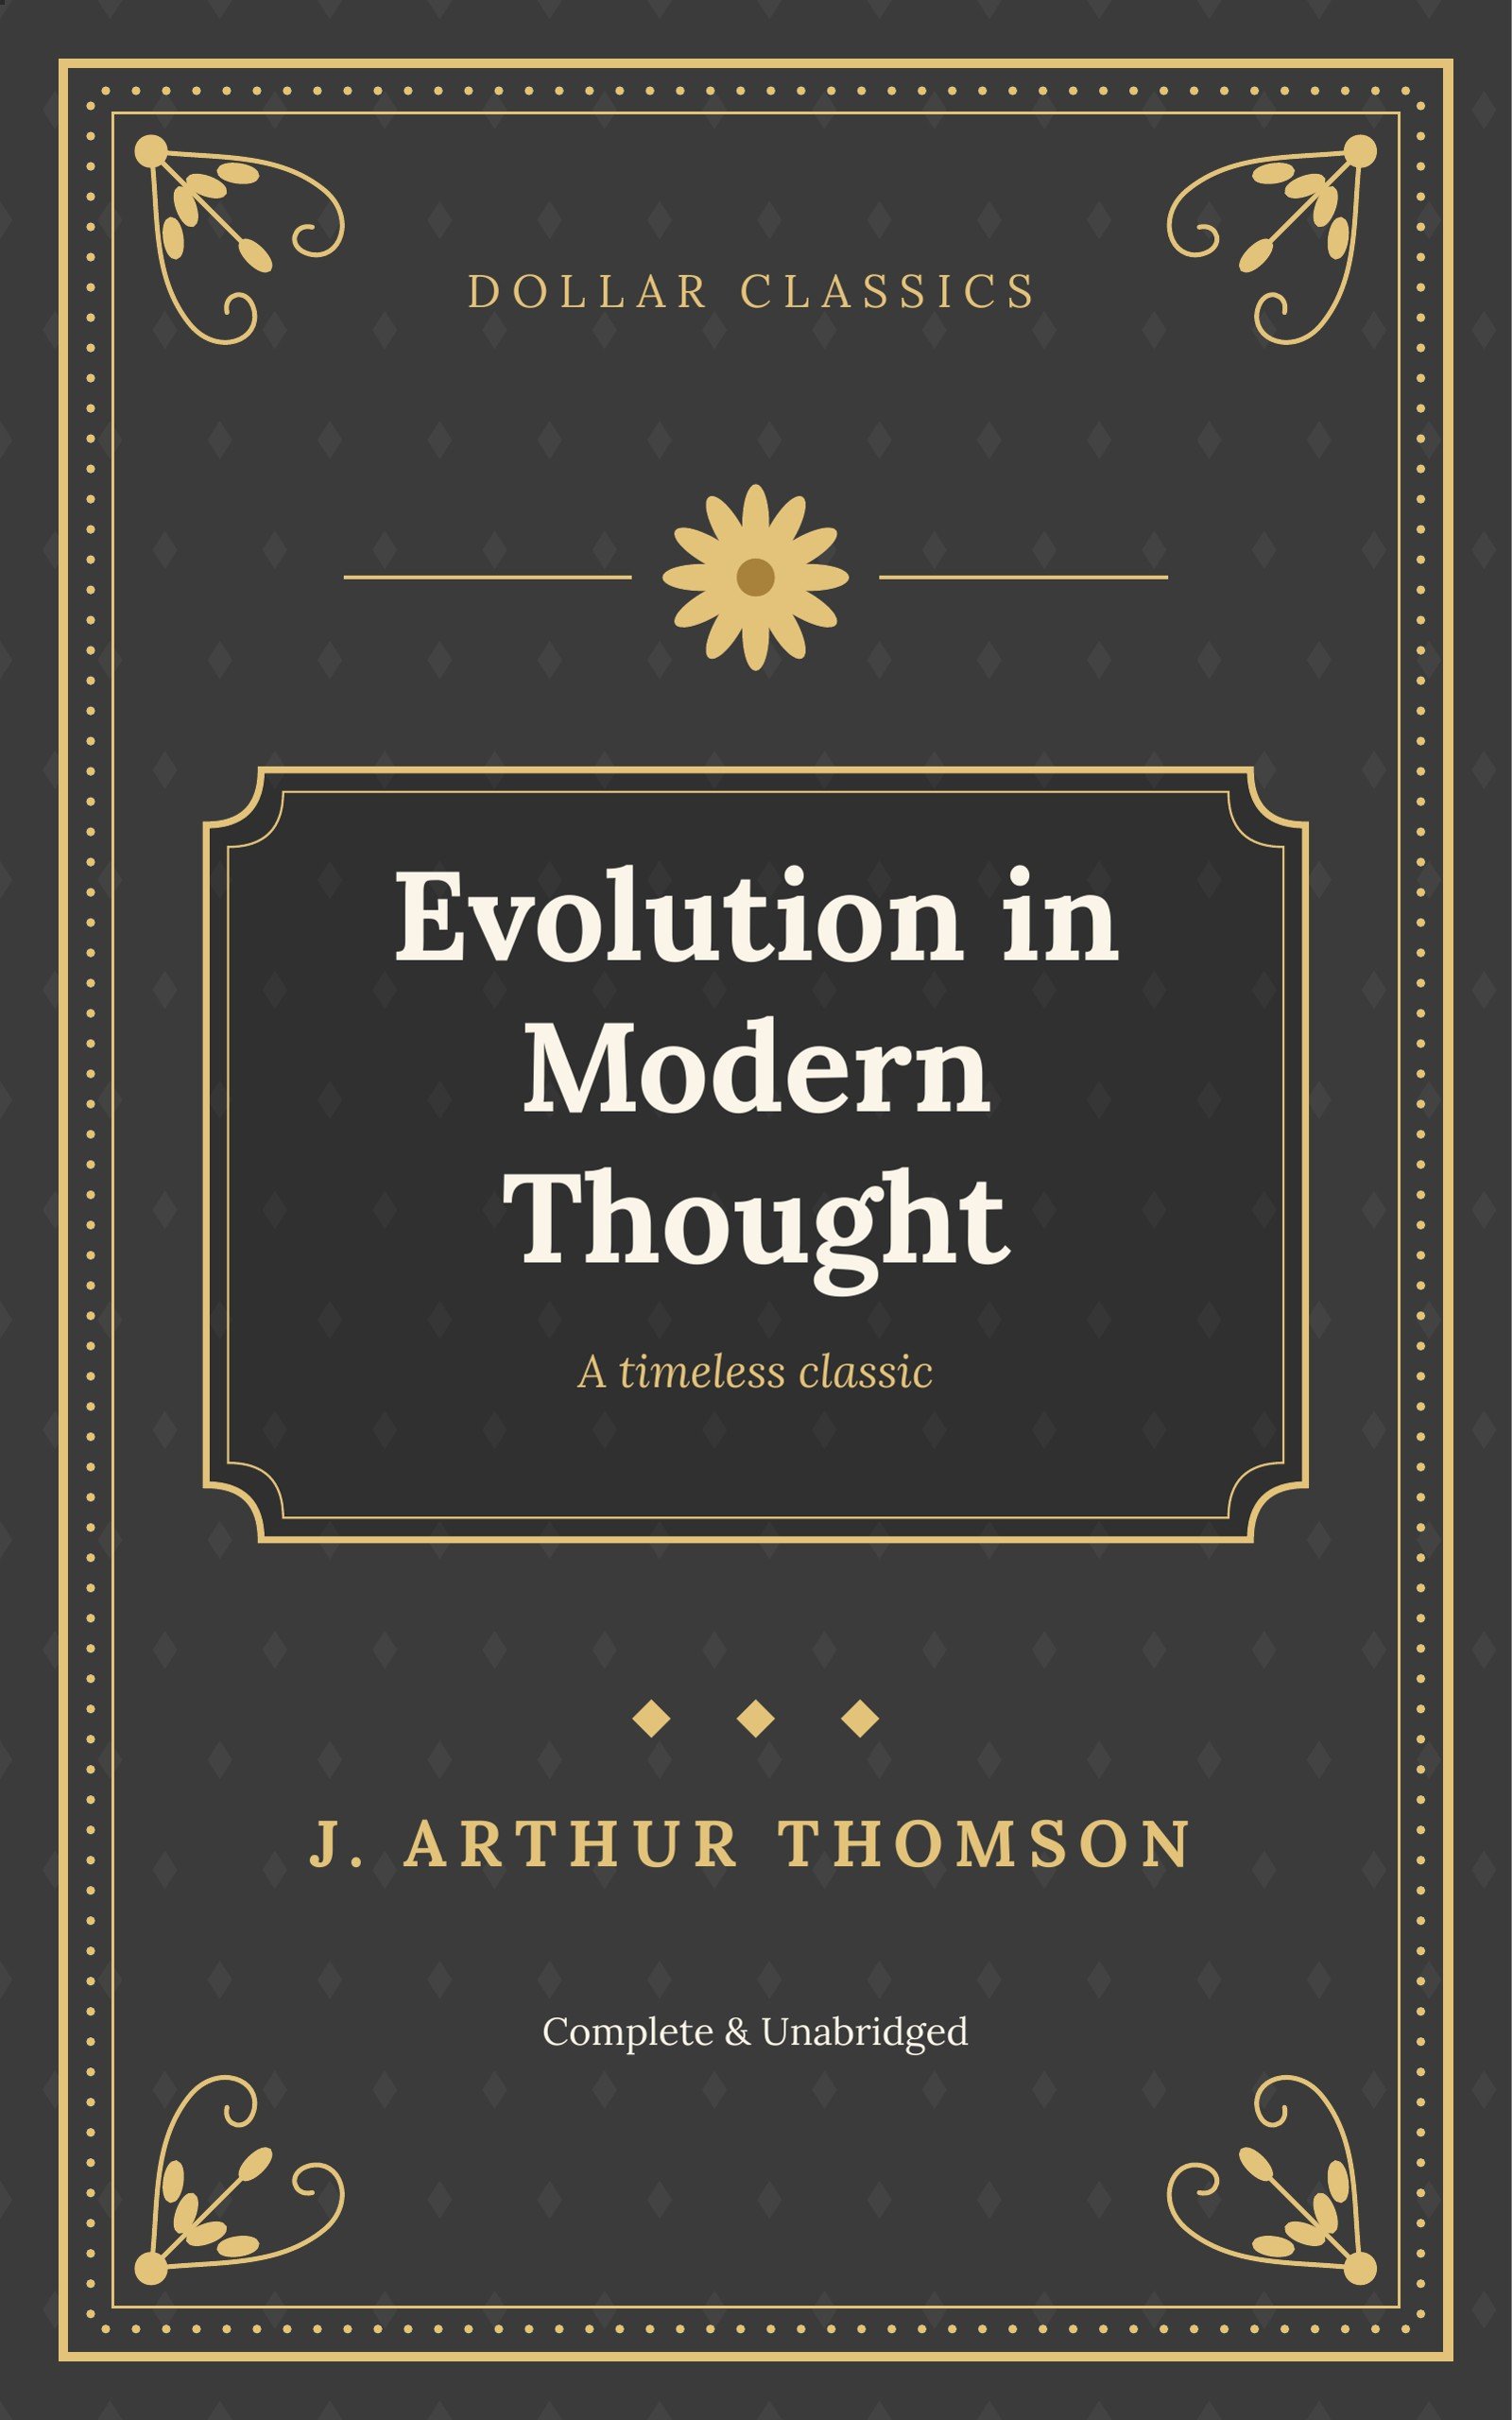 DOLLAR CLASSICS
Evolution in
Modern
Thought
A timeless classic
J. ARTHUR THOMSON
Complete & Unabridged